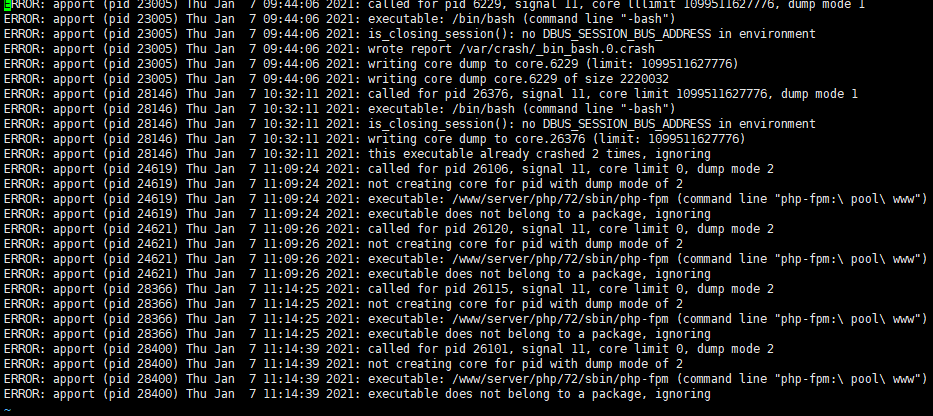 ERROR: apport (pid 23005) Thu Jan  7 09:44:06 2021: called for pid 6229, signal 11, core limit 1099511627776, dump mode 1
ERROR: apport (pid 23005) Thu Jan  7 09:44:06 2021: executable: /bin/bash (command line "-bash")
ERROR: apport (pid 23005) Thu Jan  7 09:44:06 2021: is_closing_session(): no DBUS_SESSION_BUS_ADDRESS in environment
ERROR: apport (pid 23005) Thu Jan  7 09:44:06 2021: wrote report /var/crash/_bin_bash.0.crash
ERROR: apport (pid 23005) Thu Jan  7 09:44:06 2021: writing core dump to core.6229 (limit: 1099511627776)
ERROR: apport (pid 23005) Thu Jan  7 09:44:06 2021: writing core dump core.6229 of size 2220032
ERROR: apport (pid 28146) Thu Jan  7 10:32:11 2021: called for pid 26376, signal 11, core limit 1099511627776, dump mode 1
ERROR: apport (pid 28146) Thu Jan  7 10:32:11 2021: executable: /bin/bash (command line "-bash")
ERROR: apport (pid 28146) Thu Jan  7 10:32:11 2021: is_closing_session(): no DBUS_SESSION_BUS_ADDRESS in environment
ERROR: apport (pid 28146) Thu Jan  7 10:32:11 2021: writing core dump to core.26376 (limit: 1099511627776)
ERROR: apport (pid 28146) Thu Jan  7 10:32:11 2021: this executable already crashed 2 times, ignoring
ERROR: apport (pid 24619) Thu Jan  7 11:09:24 2021: called for pid 26106, signal 11, core limit 0, dump mode 2
ERROR: apport (pid 24619) Thu Jan  7 11:09:24 2021: not creating core for pid with dump mode of 2
ERROR: apport (pid 24619) Thu Jan  7 11:09:24 2021: executable: /www/server/php/72/sbin/php-fpm (command line "php-fpm:\ pool\ www")
ERROR: apport (pid 24619) Thu Jan  7 11:09:24 2021: executable does not belong to a package, ignoring
ERROR: apport (pid 24621) Thu Jan  7 11:09:26 2021: called for pid 26120, signal 11, core limit 0, dump mode 2
ERROR: apport (pid 24621) Thu Jan  7 11:09:26 2021: not creating core for pid with dump mode of 2
ERROR: apport (pid 24621) Thu Jan  7 11:09:26 2021: executable: /www/server/php/72/sbin/php-fpm (command line "php-fpm:\ pool\ www")
ERROR: apport (pid 24621) Thu Jan  7 11:09:26 2021: executable does not belong to a package, ignoring
ERROR: apport (pid 28366) Thu Jan  7 11:14:25 2021: called for pid 26115, signal 11, core limit 0, dump mode 2
ERROR: apport (pid 28366) Thu Jan  7 11:14:25 2021: not creating core for pid with dump mode of 2
ERROR: apport (pid 28366) Thu Jan  7 11:14:25 2021: executable: /www/server/php/72/sbin/php-fpm (command line "php-fpm:\ pool\ www")
ERROR: apport (pid 28366) Thu Jan  7 11:14:25 2021: executable does not belong to a package, ignoring
ERROR: apport (pid 28400) Thu Jan  7 11:14:39 2021: called for pid 26101, signal 11, core limit 0, dump mode 2
ERROR: apport (pid 28400) Thu Jan  7 11:14:39 2021: not creating core for pid with dump mode of 2
ERROR: apport (pid 28400) Thu Jan  7 11:14:39 2021: executable: /www/server/php/72/sbin/php-fpm (command line "php-fpm:\ pool\ www")
ERROR: apport (pid 28400) Thu Jan  7 11:14:39 2021: executable does not belong to a package, ignoring
~